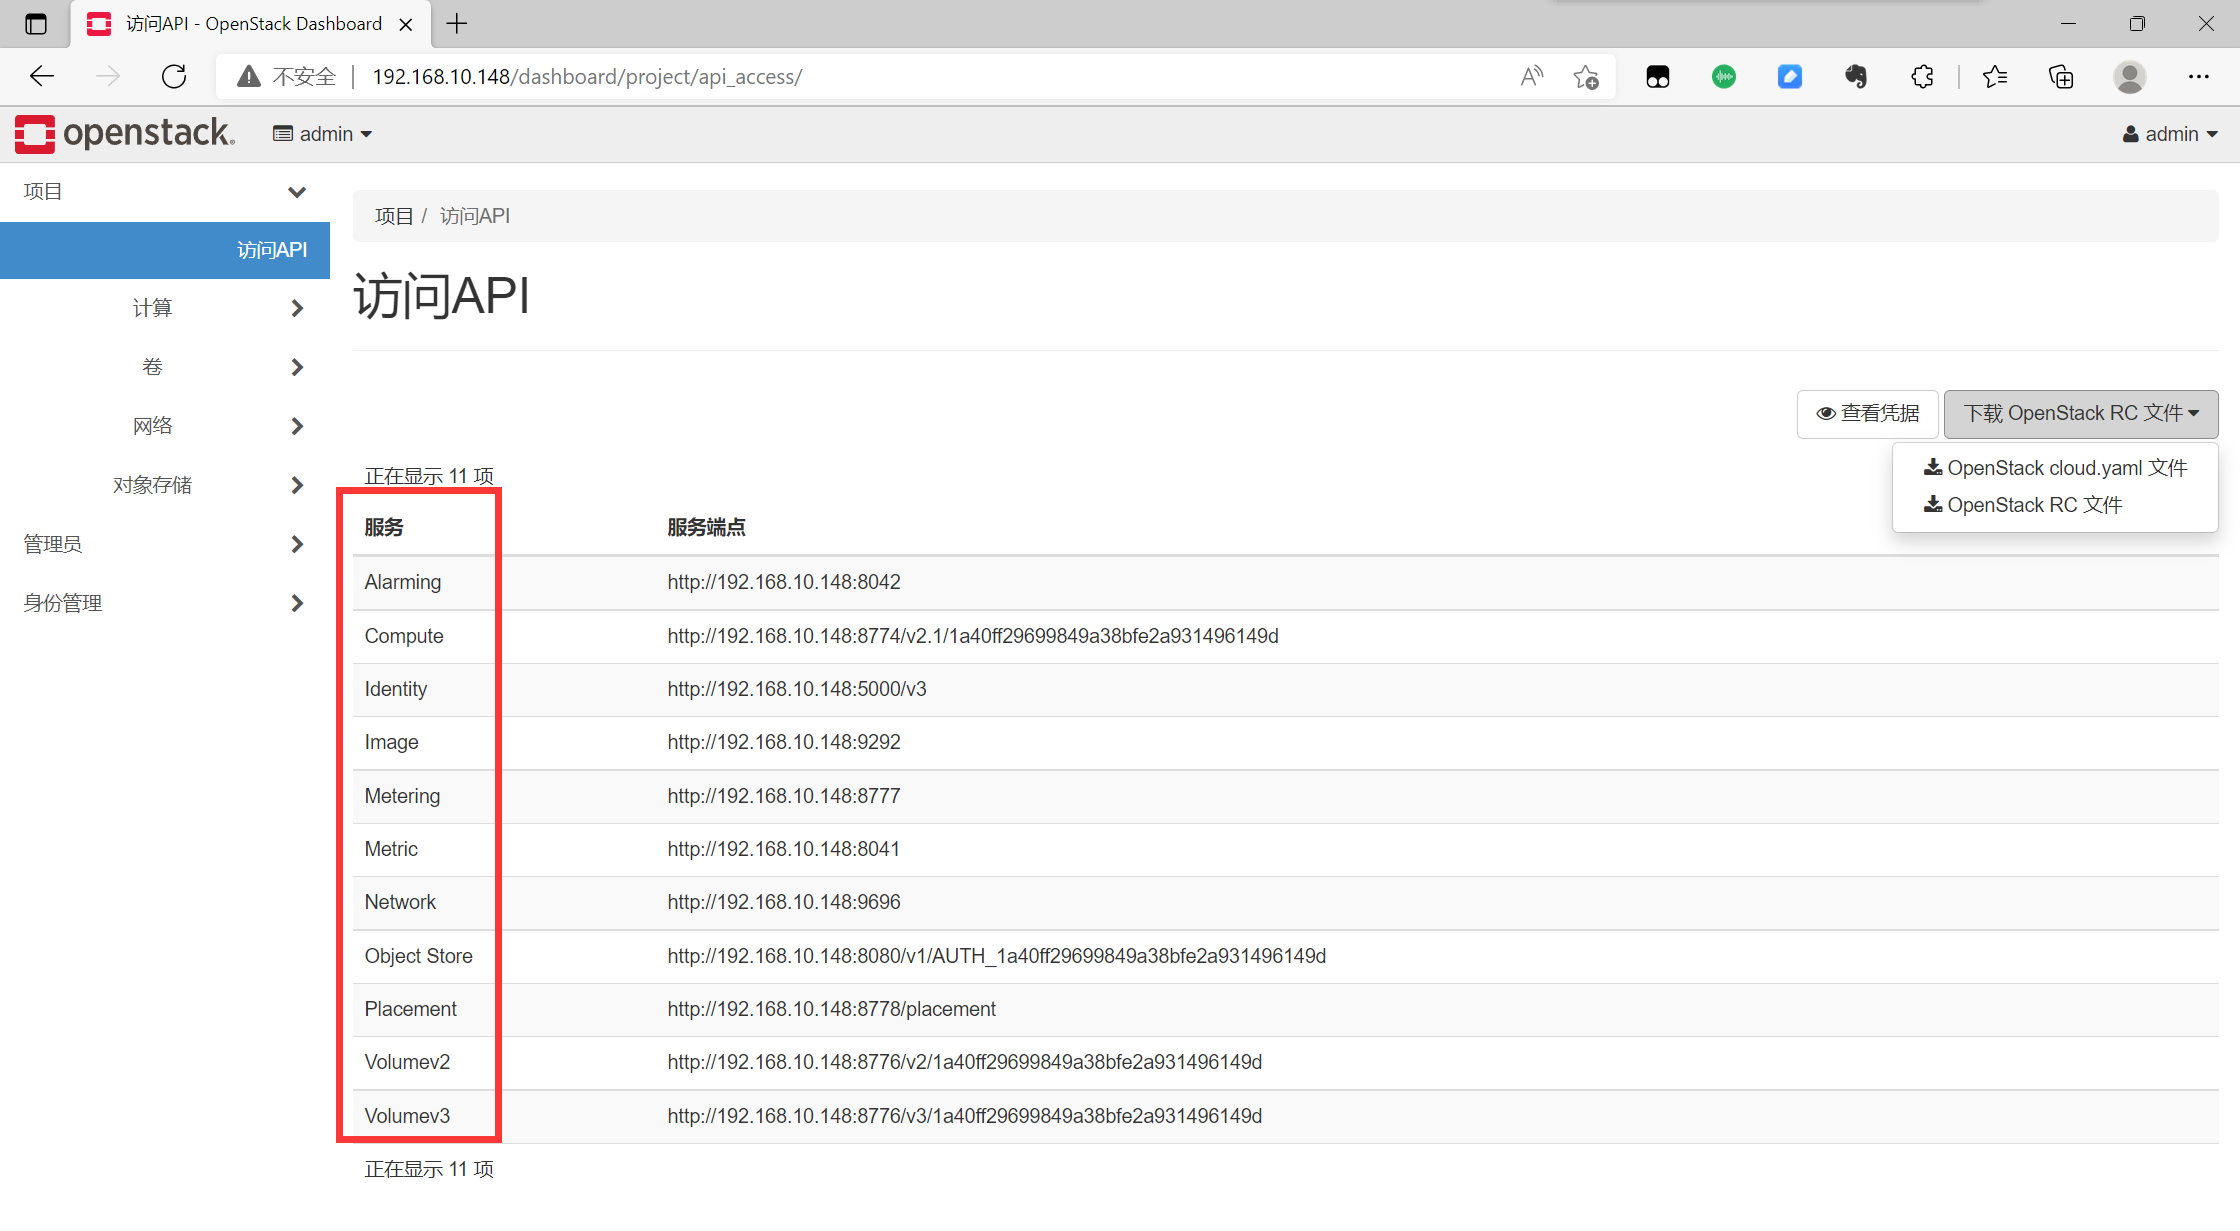 访问API - OpenStack Dashboard
不安全 192.168.10.148/dashboard/project/api_access/
openstack. admin admin
项目
访问API
计算
卷
网络
对象存储
管理员
身份管理
项目 / 访问API
访问API
查看凭据 下载 OpenStack RC 文件
OpenStack cloud.yaml 文件
OpenStack RC 文件
正在显示 11 项
服务 服务端点
Alarming http://192.168.10.148:8042
Compute http://192.168.10.148:8774/v2.1/1a40ff29699849a38bfe2a931496149d
Identity http://192.168.10.148:5000/v3
Image http://192.168.10.148:9292
Metering http://192.168.10.148:8777
Metric http://192.168.10.148:8041
Network http://192.168.10.148:9696
Object Store http://192.168.10.148:8080/v1/AUTH_1a40ff29699849a38bfe2a931496149d
Placement http://192.168.10.148:8778/placement
Volumev2 http://192.168.10.148:8776/v2/1a40ff29699849a38bfe2a931496149d
Volumev3 http://192.168.10.148:8776/v3/1a40ff29699849a38bfe2a931496149d
正在显示 11 项